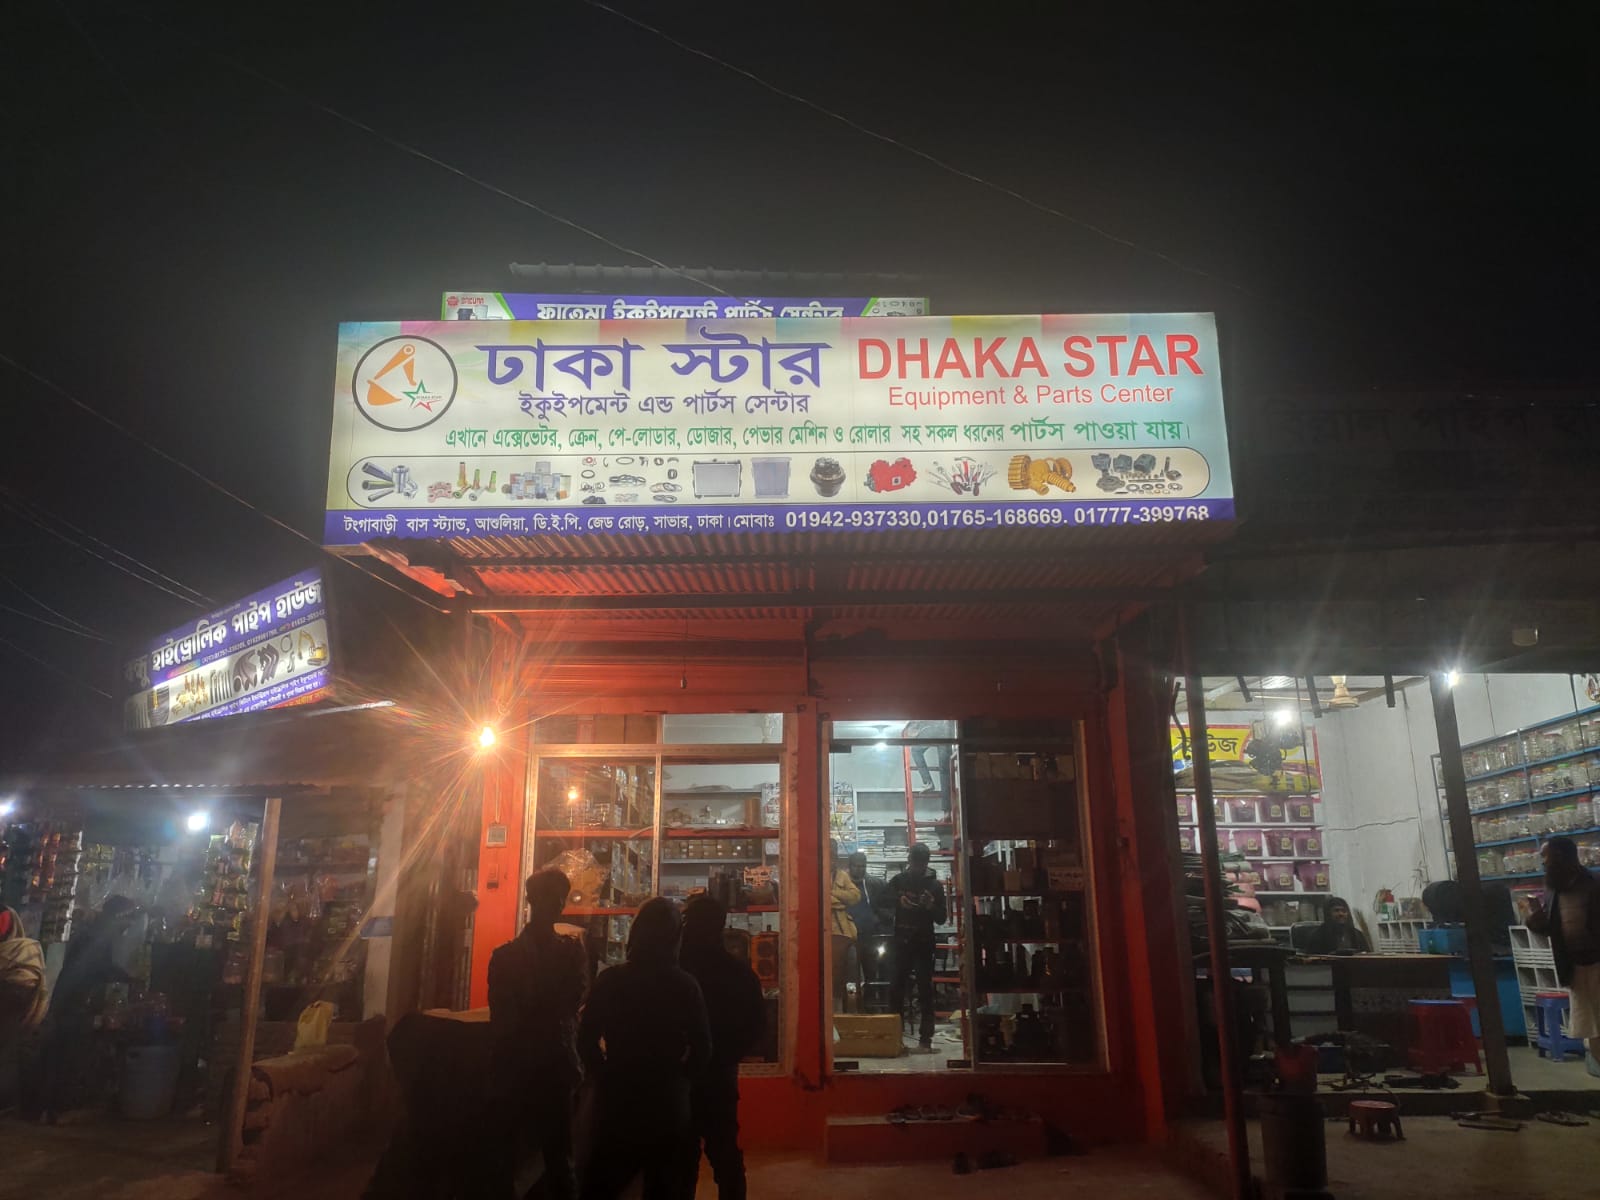 ফাতেমা ইকুইপমেন্ট পার্টস সেন্টার
ঢাকা স্টার
DHAKA STAR
ইকুইপমেন্ট এন্ড পার্টস সেন্টার
Equipment & Parts Center
এখানে এক্সেভেটর, ক্রেন, পে-লোডার, ডোজার, পেভার মেশিন ও রোলার সহ সকল ধরনের পার্টস পাওয়া যায়।
টংগাবাড়ী বাস স্ট্যান্ড, আশুলিয়া, ডি.ই.পি. জেড রোড়, সাভার, ঢাকা। মোবাঃ 01942-937330,01765-168669. 01777-399768
বন্ধু হাইড্রোলিক পাইপ হাউজ